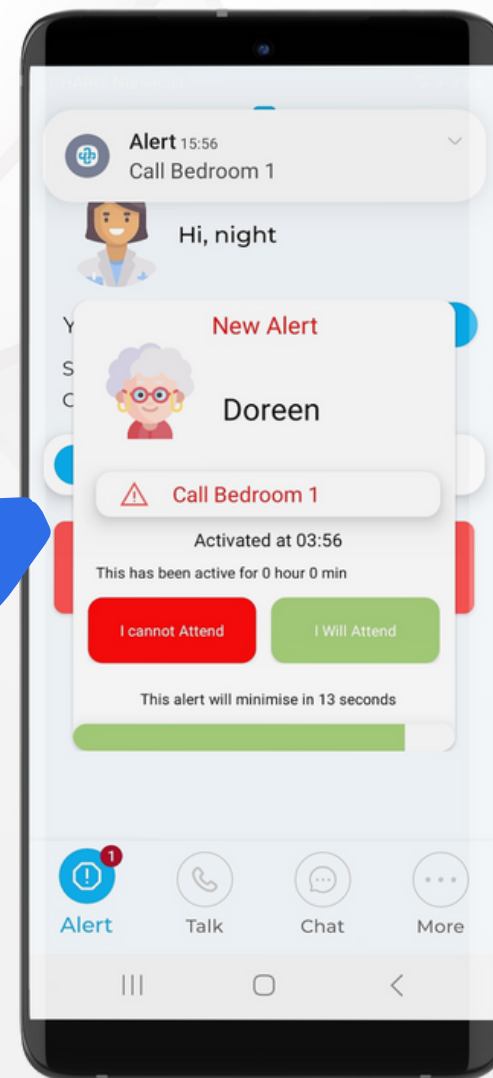 Alert 15:56
Call Bedroom 1
Hi, night
Y
S
C
New Alert
Doreen
Call Bedroom 1
Activated at 03:56
This has been active for 0 hour 0 min
I cannot Attend
I Will Attend
This alert will minimise in 13 seconds
1
Alert
Talk
Chat
More